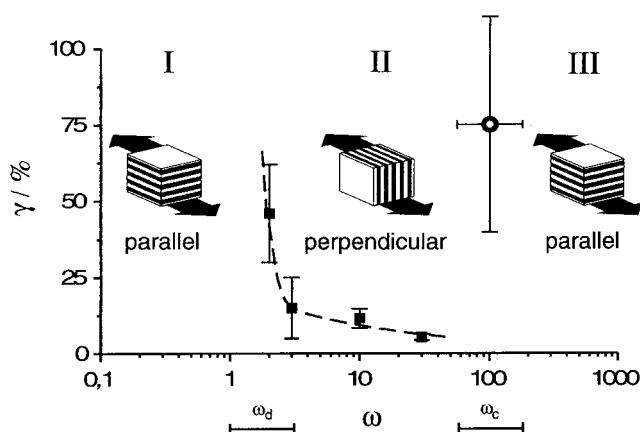 I II III
100
75
50
25
0
γ / %
parallel perpendicular parallel
0,1 1 10 100 1000
ω_d ω ω_c